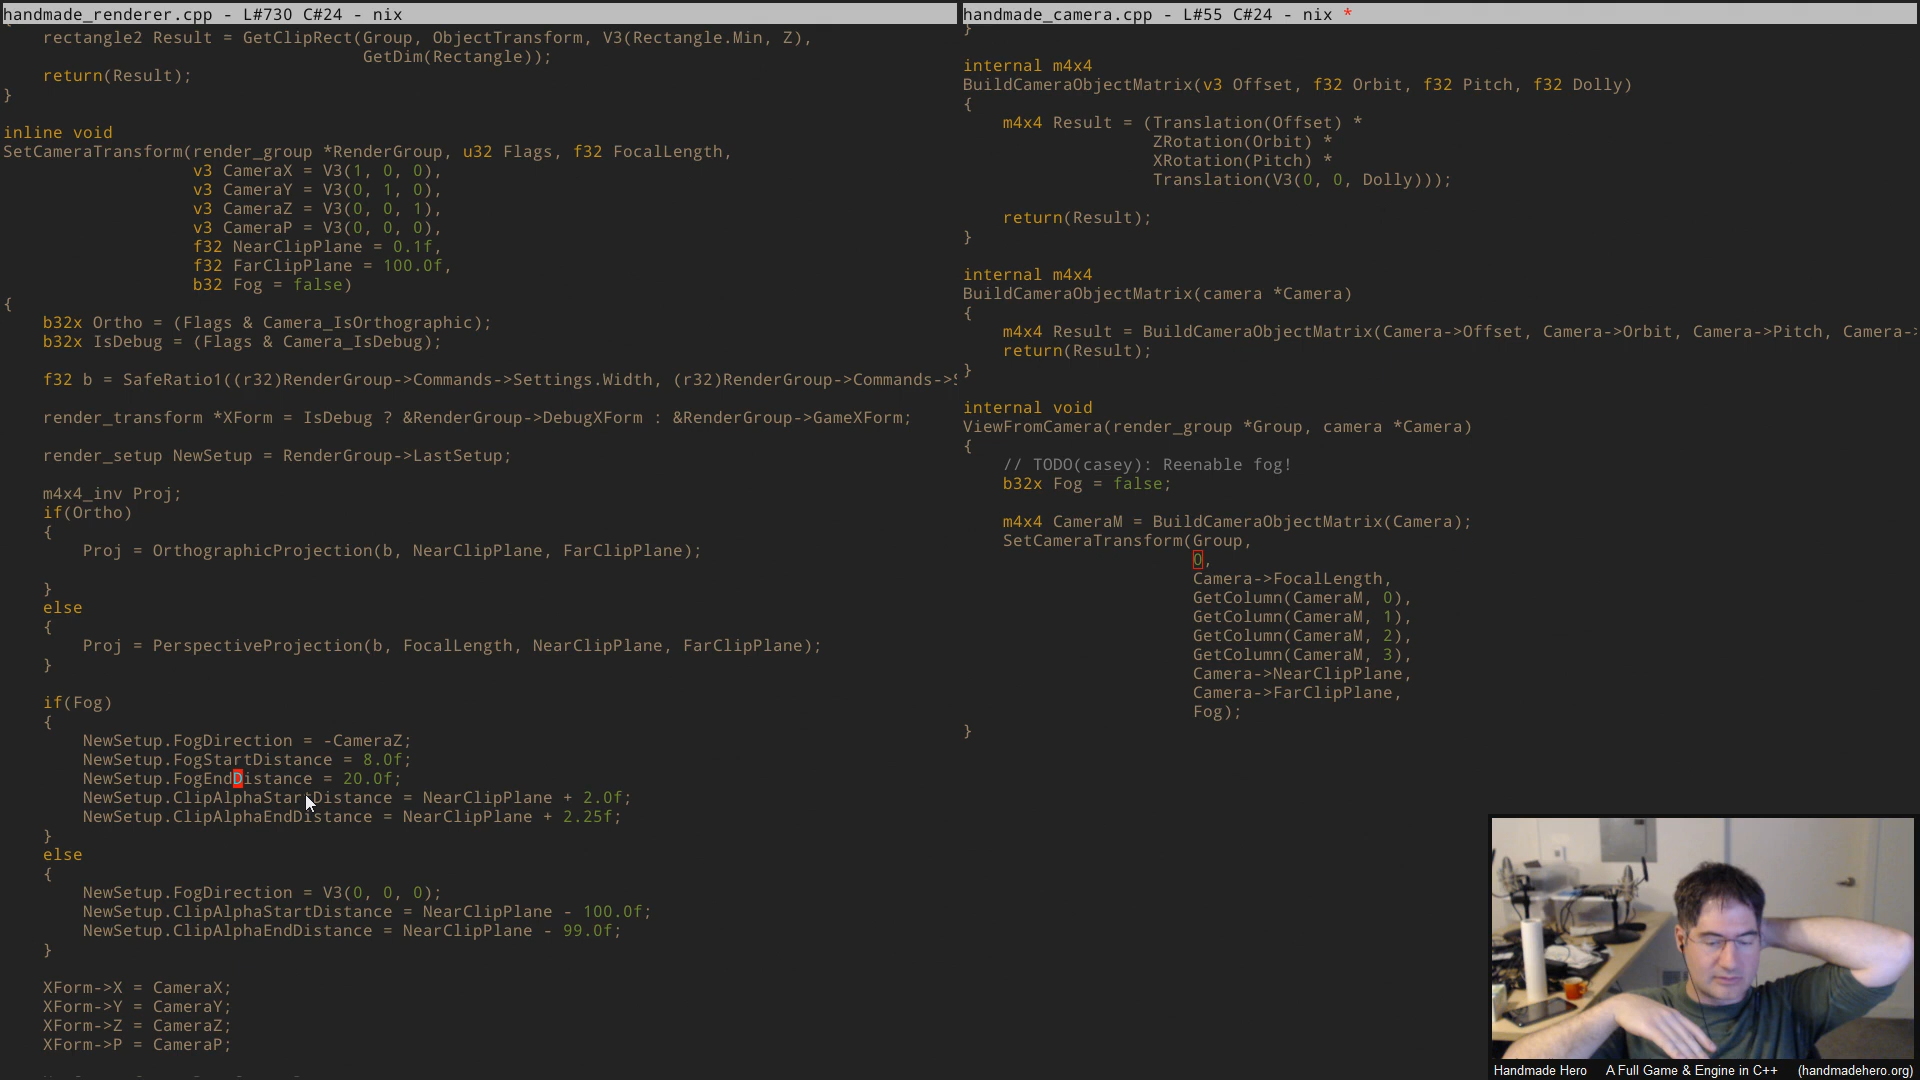 handmade_renderer.cpp - L#730 C#24 - nix
rectangle2 Result = GetClipRect(Group, ObjectTransform, V3(Rectangle.Min, Z),
GetDim(Rectangle));
return(Result);
}
inline void
SetCameraTransform(render_group *RenderGroup, u32 Flags, f32 FocalLength,
v3 CameraX = V3(1, 0, 0),
v3 CameraY = V3(0, 1, 0),
v3 CameraZ = V3(0, 0, 1),
v3 CameraP = V3(0, 0, 0),
f32 NearClipPlane = 0.1f,
f32 FarClipPlane = 100.0f,
b32 Fog = false)
{
b32x Ortho = (Flags & Camera_IsOrthographic);
b32x IsDebug = (Flags & Camera_IsDebug);
f32 b = SafeRatio1((r32)RenderGroup->Commands->Settings.Width, (r32)RenderGroup->Commands->
render_transform *XForm = IsDebug ? &RenderGroup->DebugXForm : &RenderGroup->GameXForm;
render_setup NewSetup = RenderGroup->LastSetup;
m4x4_inv Proj;
if(Ortho)
{
Proj = OrthographicProjection(b, NearClipPlane, FarClipPlane);
}
else
{
Proj = PerspectiveProjection(b, FocalLength, NearClipPlane, FarClipPlane);
}
if(Fog)
{
NewSetup.FogDirection = -CameraZ;
NewSetup.FogStartDistance = 8.0f;
NewSetup.FogEndDistance = 20.0f;
NewSetup.ClipAlphaStartDistance = NearClipPlane + 2.0f;
NewSetup.ClipAlphaEndDistance = NearClipPlane + 2.25f;
}
else
{
NewSetup.FogDirection = V3(0, 0, 0);
NewSetup.ClipAlphaStartDistance = NearClipPlane - 100.0f;
NewSetup.ClipAlphaEndDistance = NearClipPlane - 99.0f;
}
XForm->X = CameraX;
XForm->Y = CameraY;
XForm->Z = CameraZ;
XForm->P = CameraP;
handmade_camera.cpp - L#55 C#24 - nix *
}
internal m4x4
BuildCameraObjectMatrix(v3 Offset, f32 Orbit, f32 Pitch, f32 Dolly)
{
m4x4 Result = (Translation(Offset) *
ZRotation(Orbit) *
XRotation(Pitch) *
Translation(V3(0, 0, Dolly)));
return(Result);
}
internal m4x4
BuildCameraObjectMatrix(camera *Camera)
{
m4x4 Result = BuildCameraObjectMatrix(Camera->Offset, Camera->Orbit, Camera->Pitch, Camera->
return(Result);
}
internal void
ViewFromCamera(render_group *Group, camera *Camera)
{
// TODO(casey): Reenable fog!
b32x Fog = false;
m4x4 CameraM = BuildCameraObjectMatrix(Camera);
SetCameraTransform(Group,
0,
Camera->FocalLength,
GetColumn(CameraM, 0),
GetColumn(CameraM, 1),
GetColumn(CameraM, 2),
GetColumn(CameraM, 3),
Camera->NearClipPlane,
Camera->FarClipPlane,
Fog);
}
Handmade Hero A Full Game & Engine in C++ (handmadehero.org)